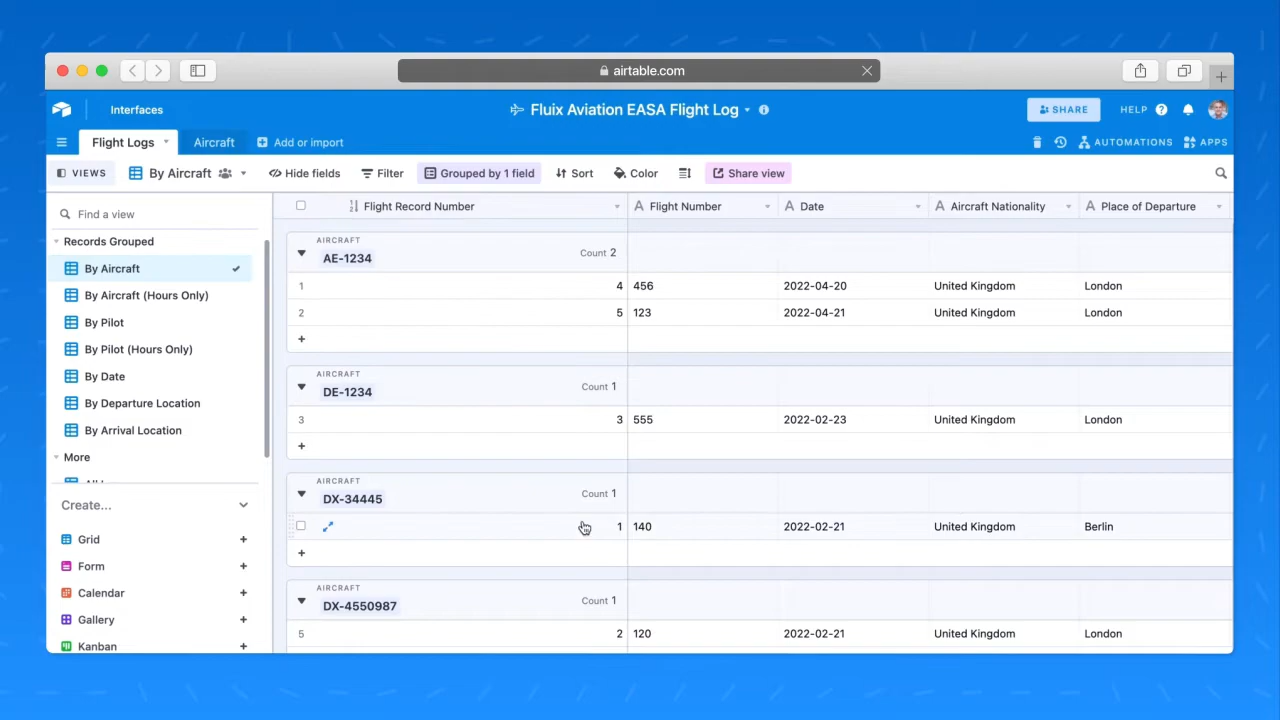 airtable.com
Interfaces
Fluix Aviation EASA Flight Log
SHARE
HELP
Flight Logs
Aircraft
Add or import
AUTOMATIONS
APPS
VIEWS
By Aircraft
Hide fields
Filter
Grouped by 1 field
Sort
Color
Share view
Find a view
Flight Record Number
A Flight Number
A Date
A Aircraft Nationality
A Place of Departure
Records Grouped
By Aircraft
By Aircraft (Hours Only)
By Pilot
By Pilot (Hours Only)
By Date
By Departure Location
By Arrival Location
More
Create...
Grid +
Form +
Calendar +
Gallery +
Kanban +
AIRCRAFT
AE-1234
Count 2
1 4 456 2022-04-20 United Kingdom London
2 5 123 2022-04-21 United Kingdom London
+
AIRCRAFT
DE-1234
Count 1
3 3 555 2022-02-23 United Kingdom London
+
AIRCRAFT
DX-34445
Count 1
1 140 2022-02-21 United Kingdom Berlin
+
AIRCRAFT
DX-4550987
Count 1
5 2 120 2022-02-21 United Kingdom London